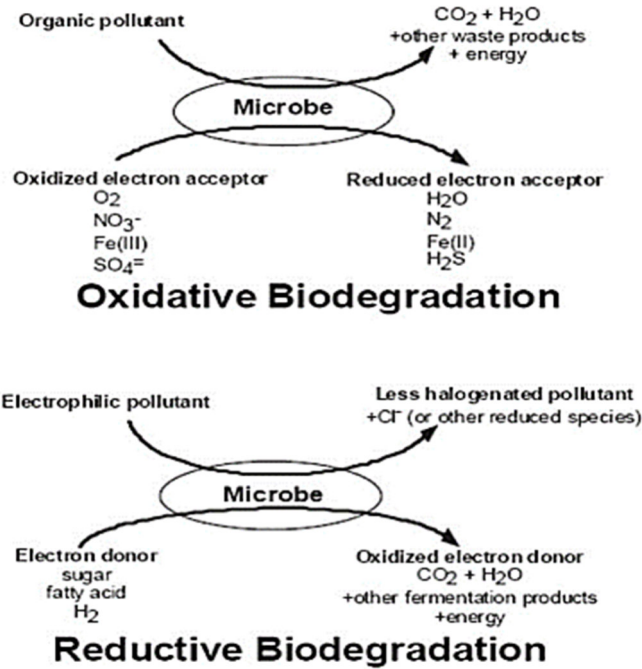 Organic pollutant
CO2 + H2O
+other waste products
+ energy
Microbe
Oxidized electron acceptor
O2
NO3-
Fe(III)
SO4=
Reduced electron acceptor
H2O
N2
Fe(II)
H2S
Oxidative Biodegradation
Electrophilic pollutant
Less halogenated pollutant
+Cl- (or other reduced species)
Microbe
Electron donor
sugar
fatty acid
H2
Oxidized electron donor
CO2 + H2O
+other fermentation products
+energy
Reductive Biodegradation